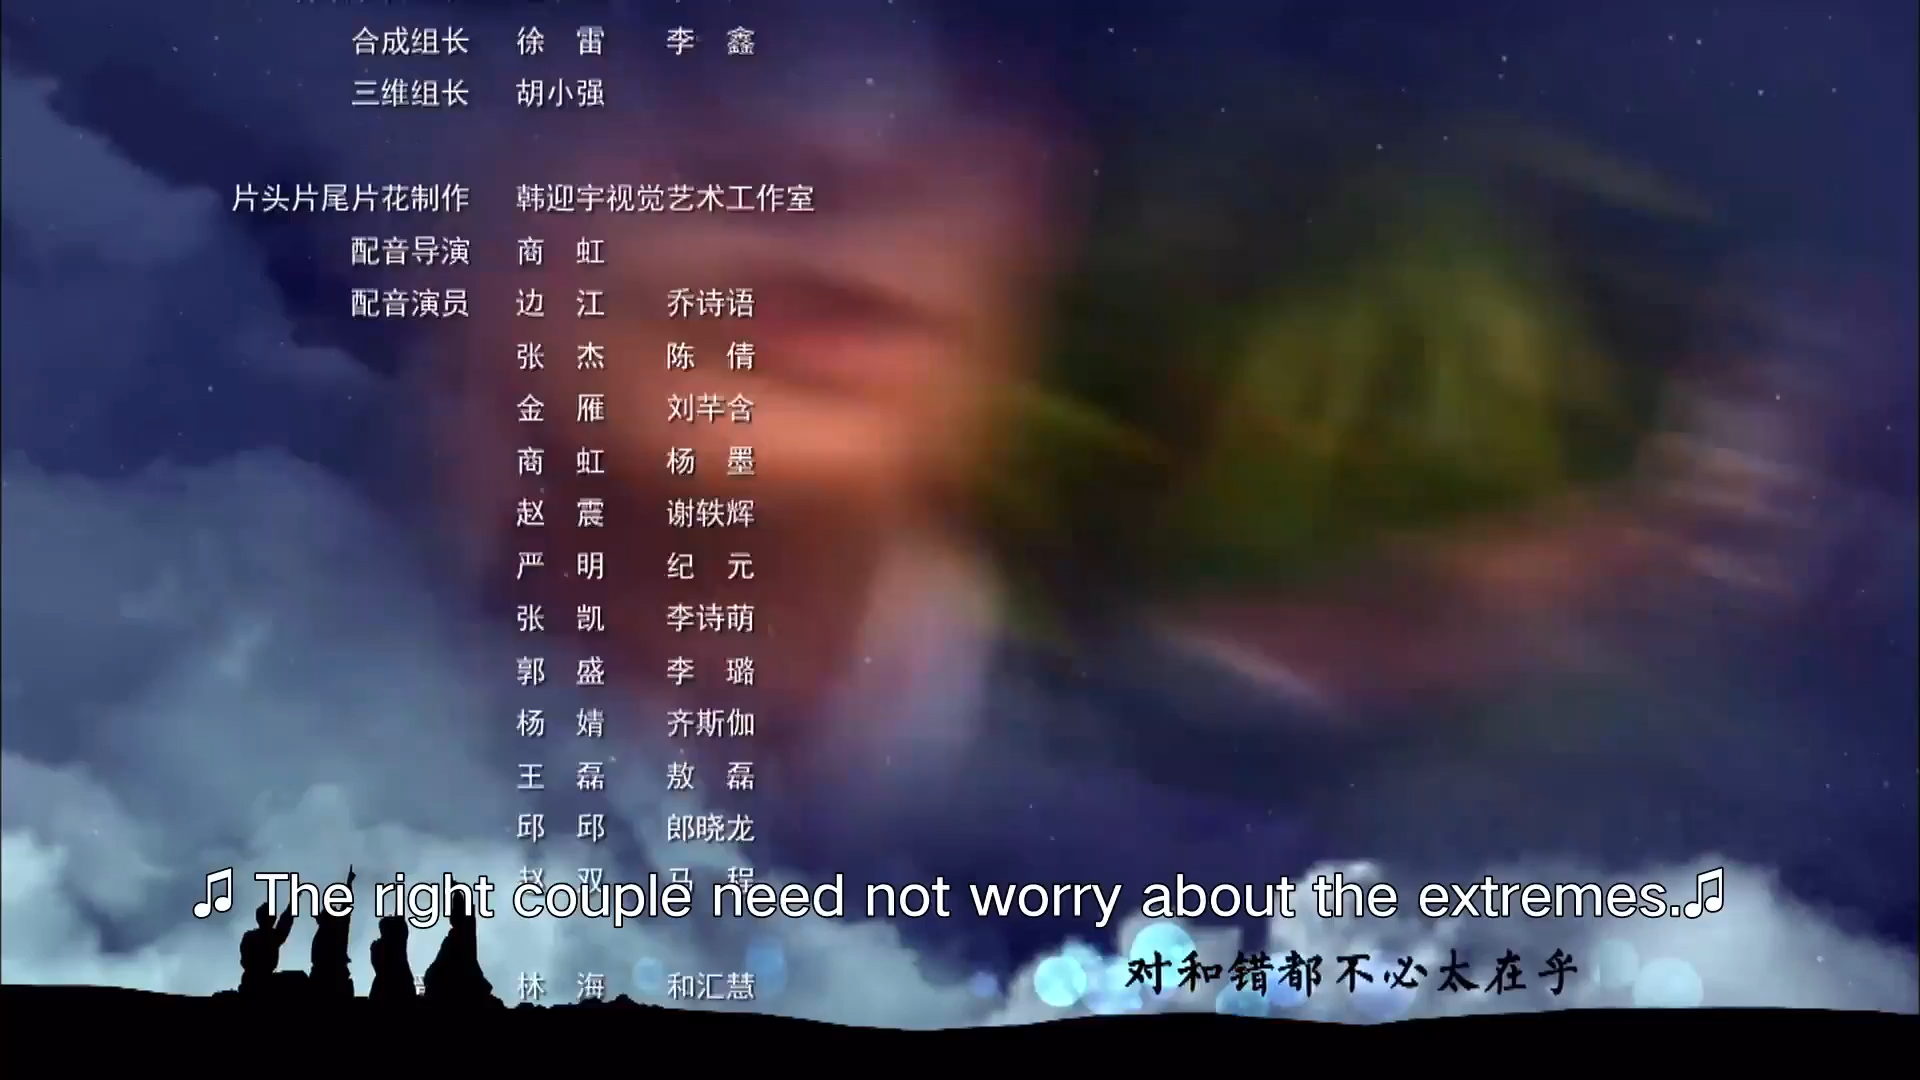 合成组长 徐 雷 李 鑫
三维组长 胡小强
片头片尾片花制作 韩迎宇视觉艺术工作室
配音导演 商 虹
配音演员 边 江 乔诗语
张 杰 陈 倩
金 雁 刘芊含
商 虹 杨 墨
赵 震 谢轶辉
严 明 纪 元
张 凯 李诗萌
郭 盛 李 璐
杨 婧 齐斯伽
王 磊 敖 磊
邱 邱 郎晓龙
赵 双 马 程
♫ The right couple need not worry about the extremes.♫
对和错都不必太在乎
林 海 和汇慧